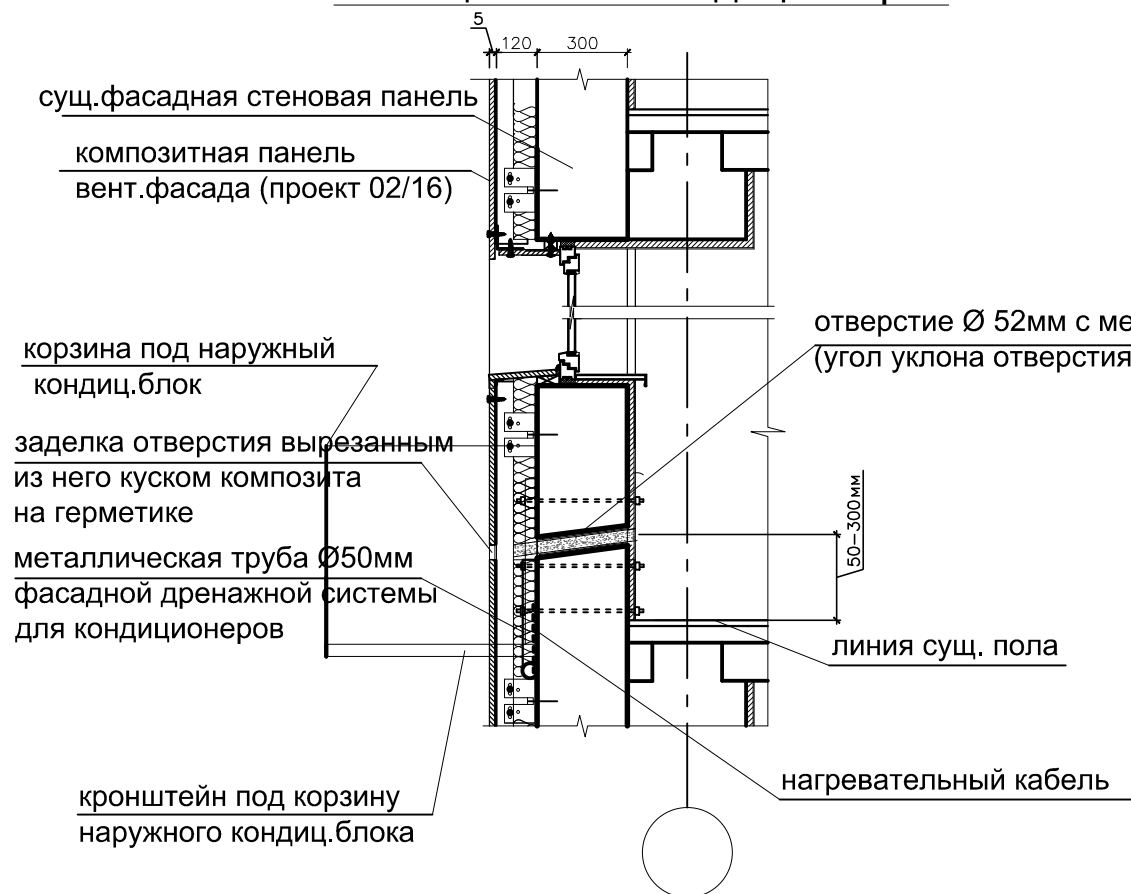 5
120
300
сущ.фасадная стеновая панель
композитная панель
вент.фасада (проект 02/16)
отверстие Ø 52мм с
(угол уклона отверстия
корзина под наружный
кондиц.блок
заделка отверстия вырезанным
из него куском композита
на герметике
металлическая труба Ø50мм
фасадной дренажной системы
для кондиционеров
50-300мм
линия сущ. пола
нагревательный кабель
кронштейн под корзину
наружного кондиц.блока